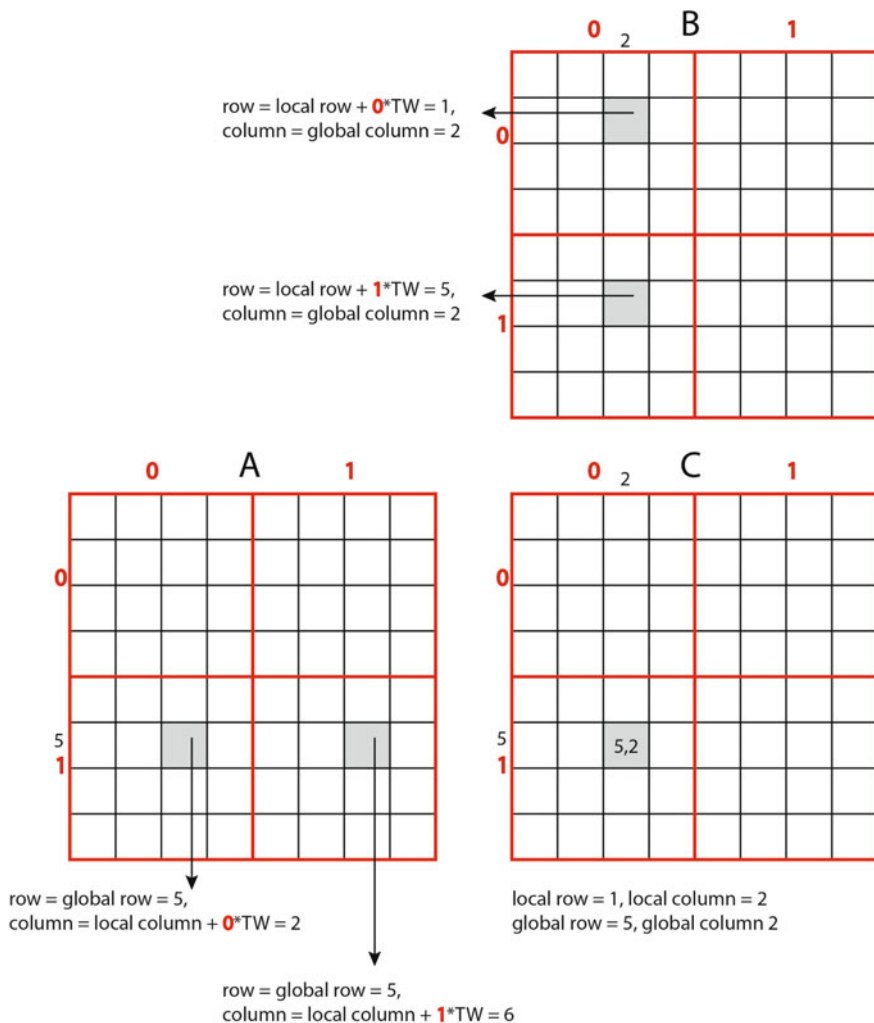 0 B 1
2
row = local row + 0*TW = 1,
column = global column = 2
0
row = local row + 1*TW = 5,
column = global column = 2
1
0 A 1
0
5
1
row = global row = 5,
column = local column + 0*TW = 2
row = global row = 5,
column = local column + 1*TW = 6
0 C 1
2
0
5
1
5,2
local row = 1, local column = 2
global row = 5, global column 2